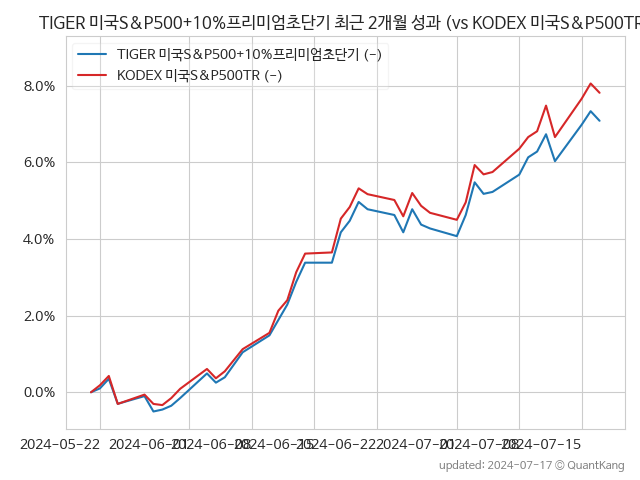 TIGER 미국S&P500+10%프리미엄초단기 최근 2개월 성과 (vs KODEX 미국S&P500TR
TIGER 미국S&P500+10%프리미엄초단기 (-)
KODEX 미국S&P500TR (-)
8.0%
6.0%
4.0%
2.0%
0.0%
2024-05-22 2024-06-01 2024-06-08 2024-06-15 2024-06-22 2024-07-01 2024-07-08 2024-07-15
updated: 2024-07-17 © QuantKang